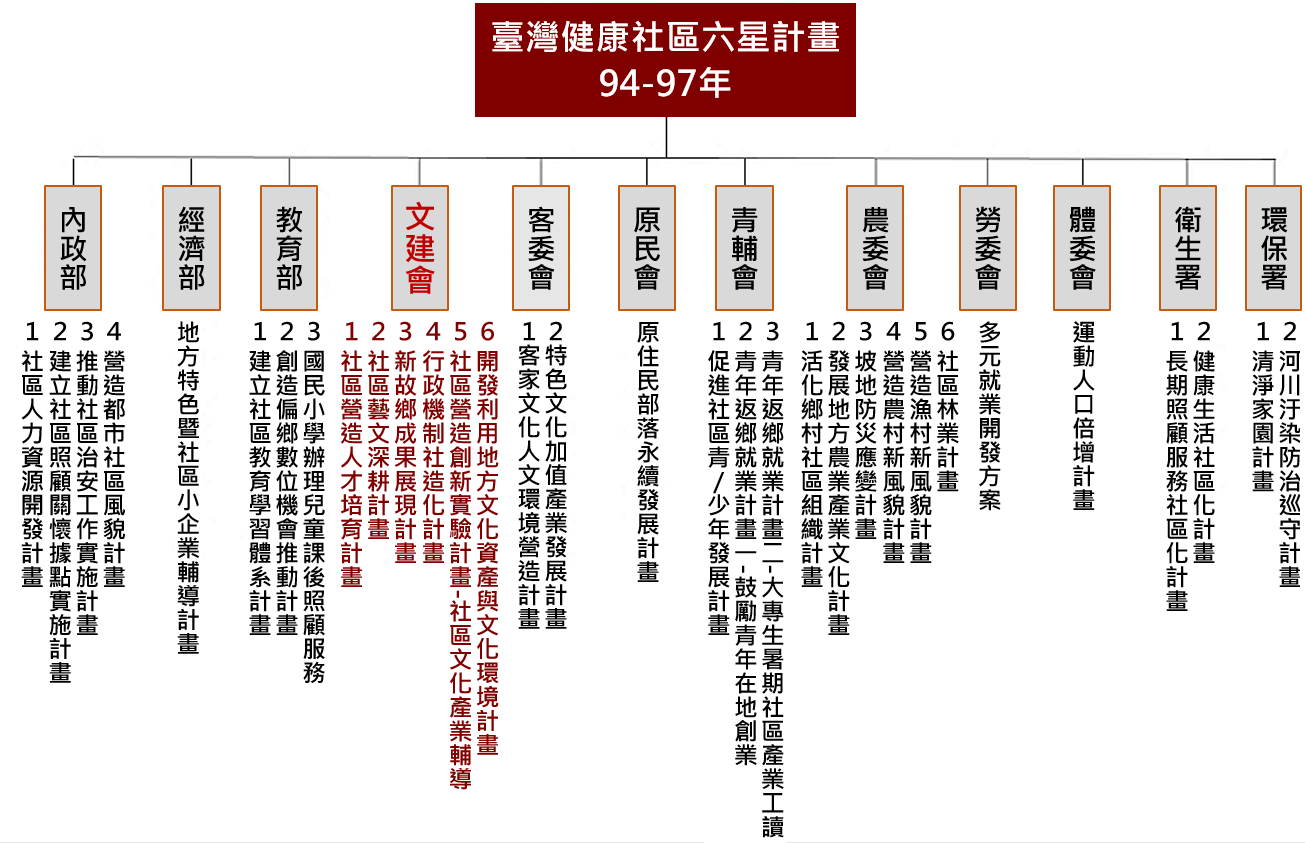 臺灣健康社區六星計畫
94-97年
內政部
1社區人力資源開發計畫
2建立社區照顧關懷據點實施計畫
3推動社區治安工作實施計畫
4營造都市社區風貌計畫
經濟部
地方特色暨社區小企業輔導計畫
教育部
1建立社區教育學習體系計畫
2創造偏鄉數位機會推動計畫
3國民小學辦理兒童課後照顧服務
文建會
1社區營造人才培育計畫
2社區藝文深耕計畫
3新故鄉成果展現計畫
4行政機制社造化計畫
5社區營造創新實驗計畫-社區文化產業輔導
6開發利用地方文化資產與文化環境計畫
客委會
1客家文化人文環境營造計畫
2特色文化加值產業發展計畫
原民會
原住民部落永續發展計畫
青輔會
1促進社區青/少年發展計畫
2青年返鄉就業計畫一-鼓勵青年在地創業
3青年返鄉就業計畫二-大專生暑期社區產業工讀
農委會
1活化鄉村社區組織計畫
2發展地方農業產業文化計畫
3坡地防災應變計畫
4營造農村新風貌計畫
5營造漁村新風貌計畫
6社區林業計畫
勞委會
多元就業開發方案
體委會
運動人口倍增計畫
衛生署
1長期照顧服務社區化計畫
2健康生活社區化計畫
環保署
1清淨家園計畫
2河川汙染防治巡守計畫